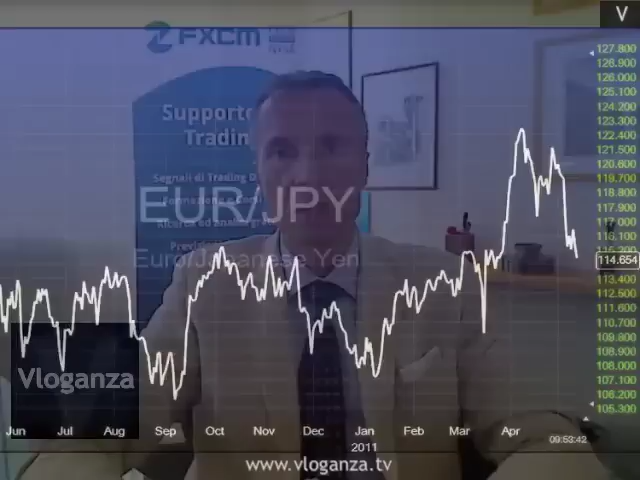 V
FXCM
Supporto
Trading
Segnali di Trading D
EUR/JPY
Euro/Japanese Yen
127.800
126.900
126.000
125.100
124.200
123.300
122.400
121.500
120.600
119.700
118.800
117.900
117.000
116.100
114.654
113.400
112.500
111.600
110.700
109.800
108.900
108.000
107.100
106.200
105.300
Vloganza
Jun Jul Aug Sep Oct Nov Dec Jan Feb Mar Apr
2011
09:53:42
www.vloganza.tv